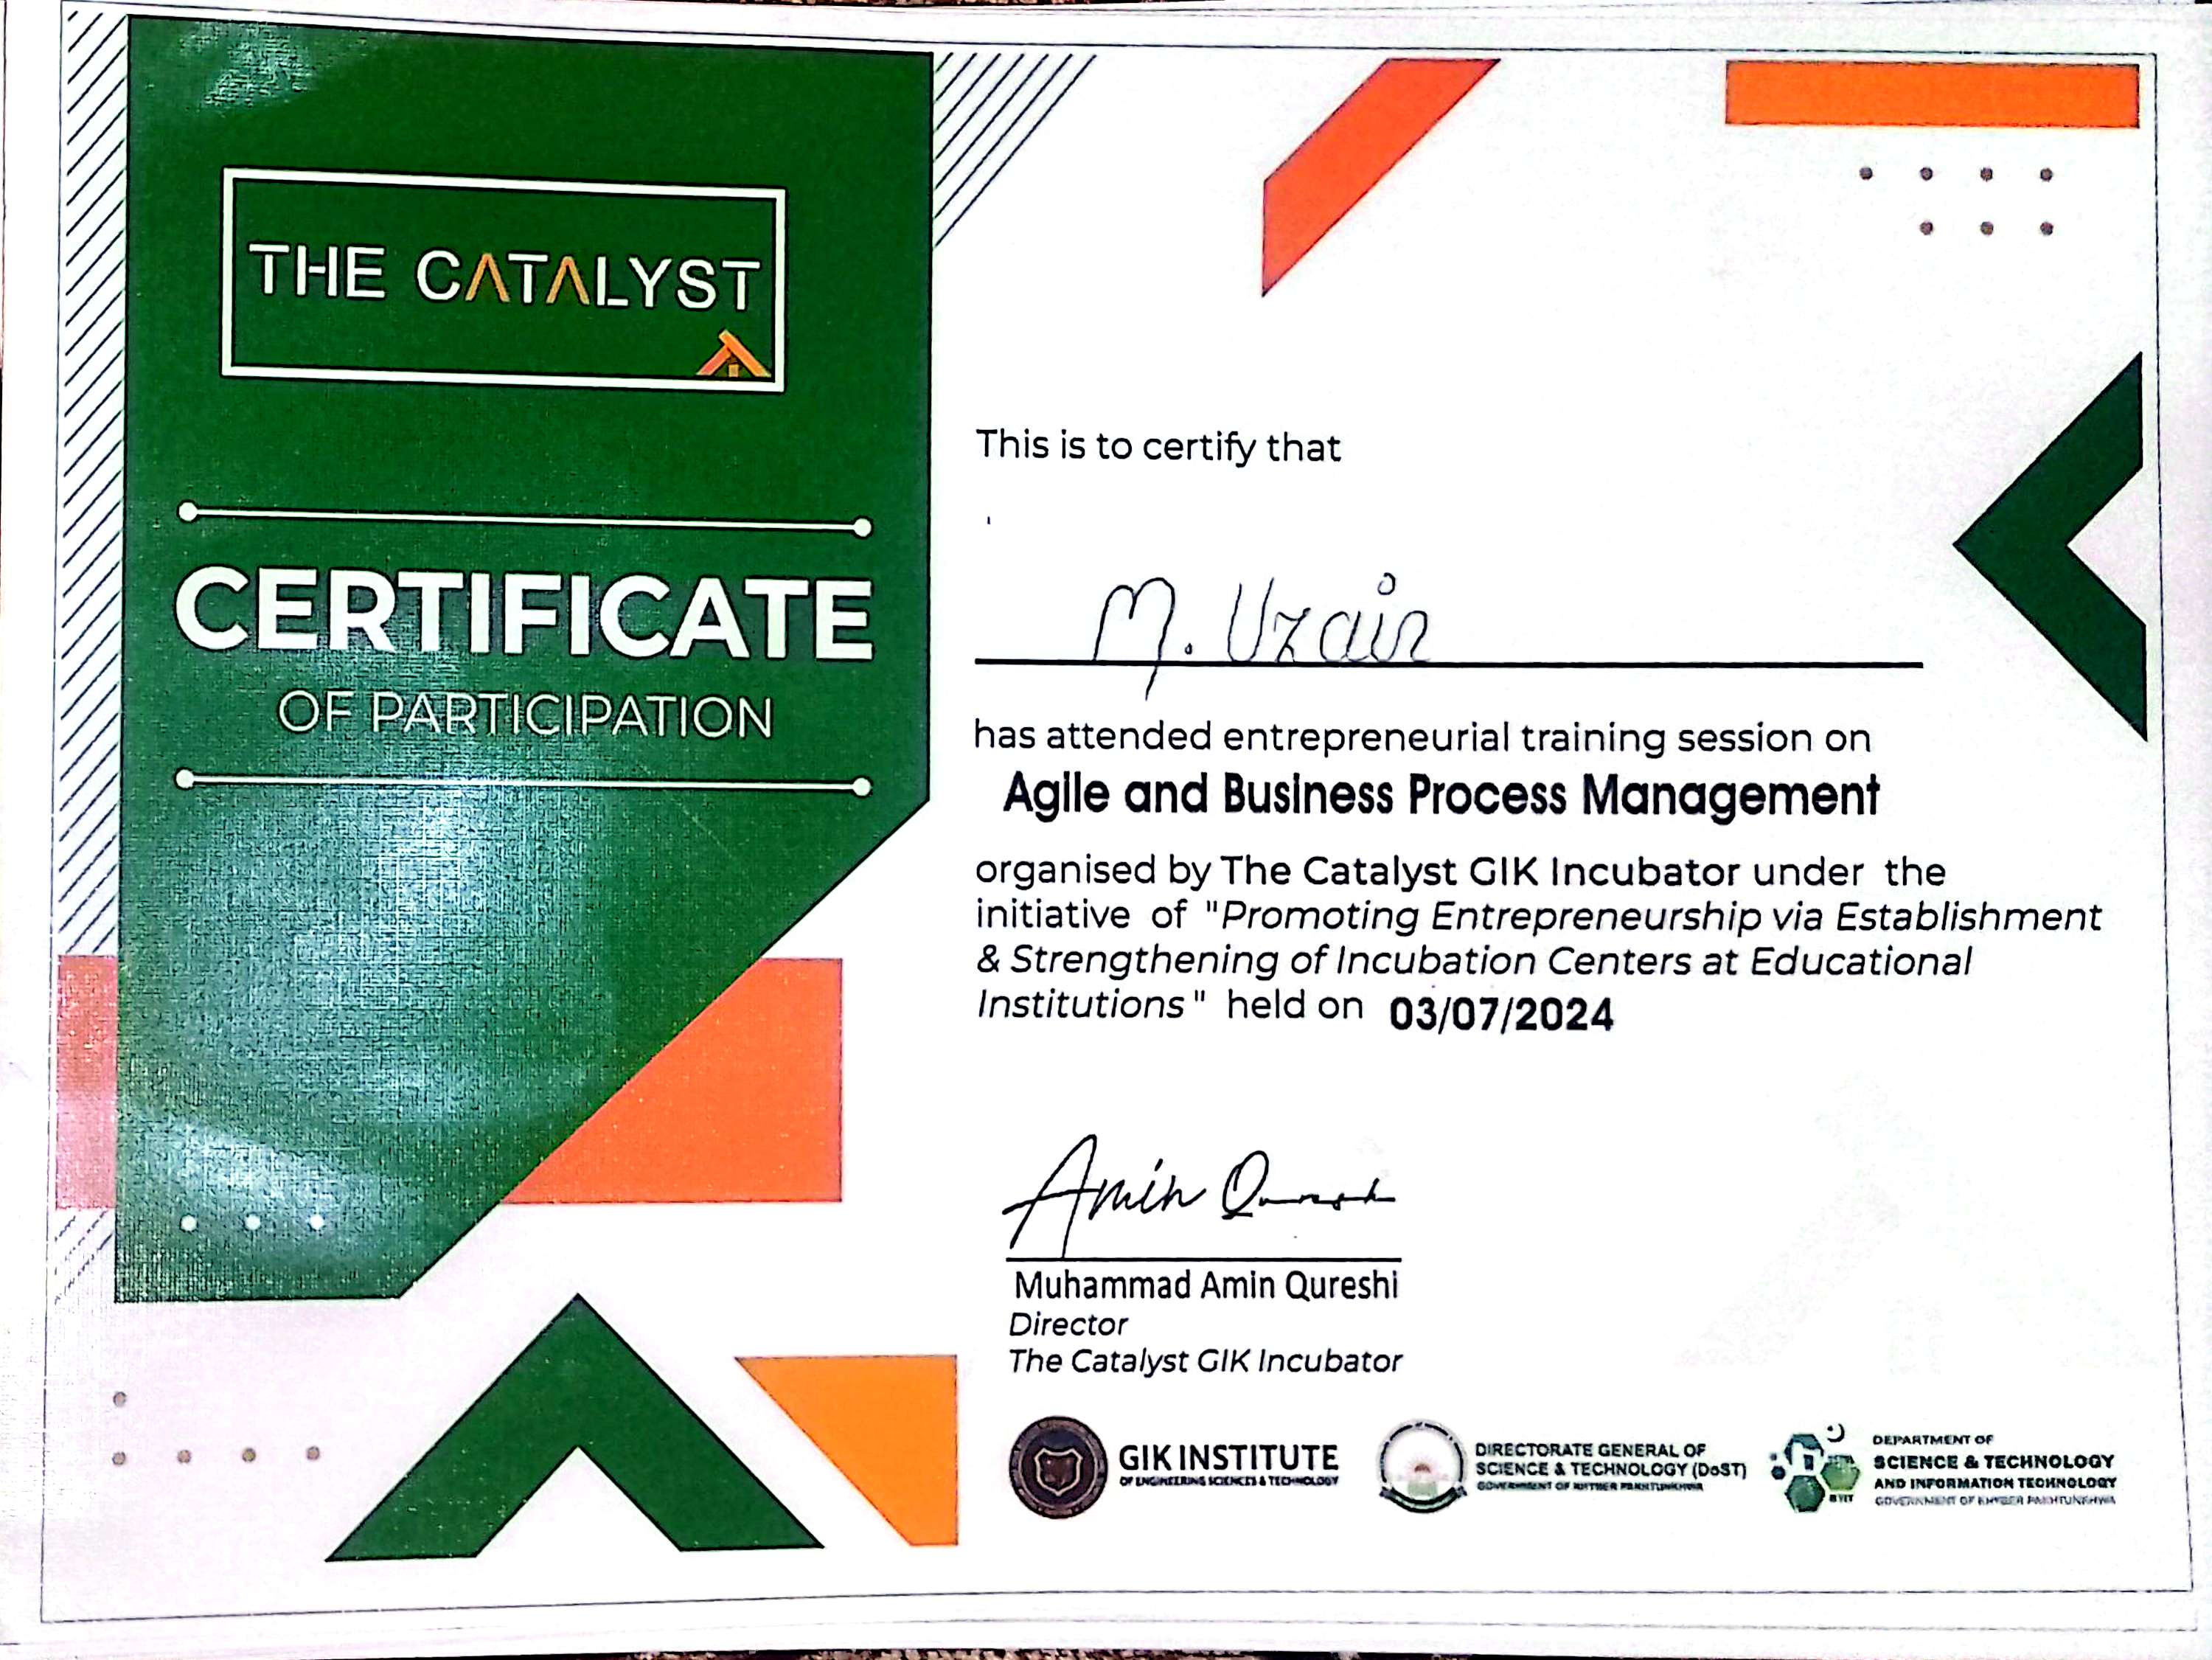 THE CATALYST
CERTIFICATE
OF PARTICIPATION
This is to certify that
M. Uzair
has attended entrepreneurial training session on
Agile and Business Process Management
organised by The Catalyst GIK Incubator under the
initiative of "Promoting Entrepreneurship via Establishment
& Strengthening of Incubation Centers at Educational
Institutions" held on 03/07/2024
Amin Qureshi
Muhammad Amin Qureshi
Director
The Catalyst GIK Incubator
GIK INSTITUTE
OF ENGINEERING SCIENCES & TECHNOLOGY
DIRECTORATE GENERAL OF
SCIENCE & TECHNOLOGY (DoST)
GOVERNMENT OF KHYBER PAKHTUNKHWA
DEPARTMENT OF
SCIENCE & TECHNOLOGY
AND INFORMATION TECHNOLOGY
GOVERNMENT OF KHYBER PAKHTUNKHWA